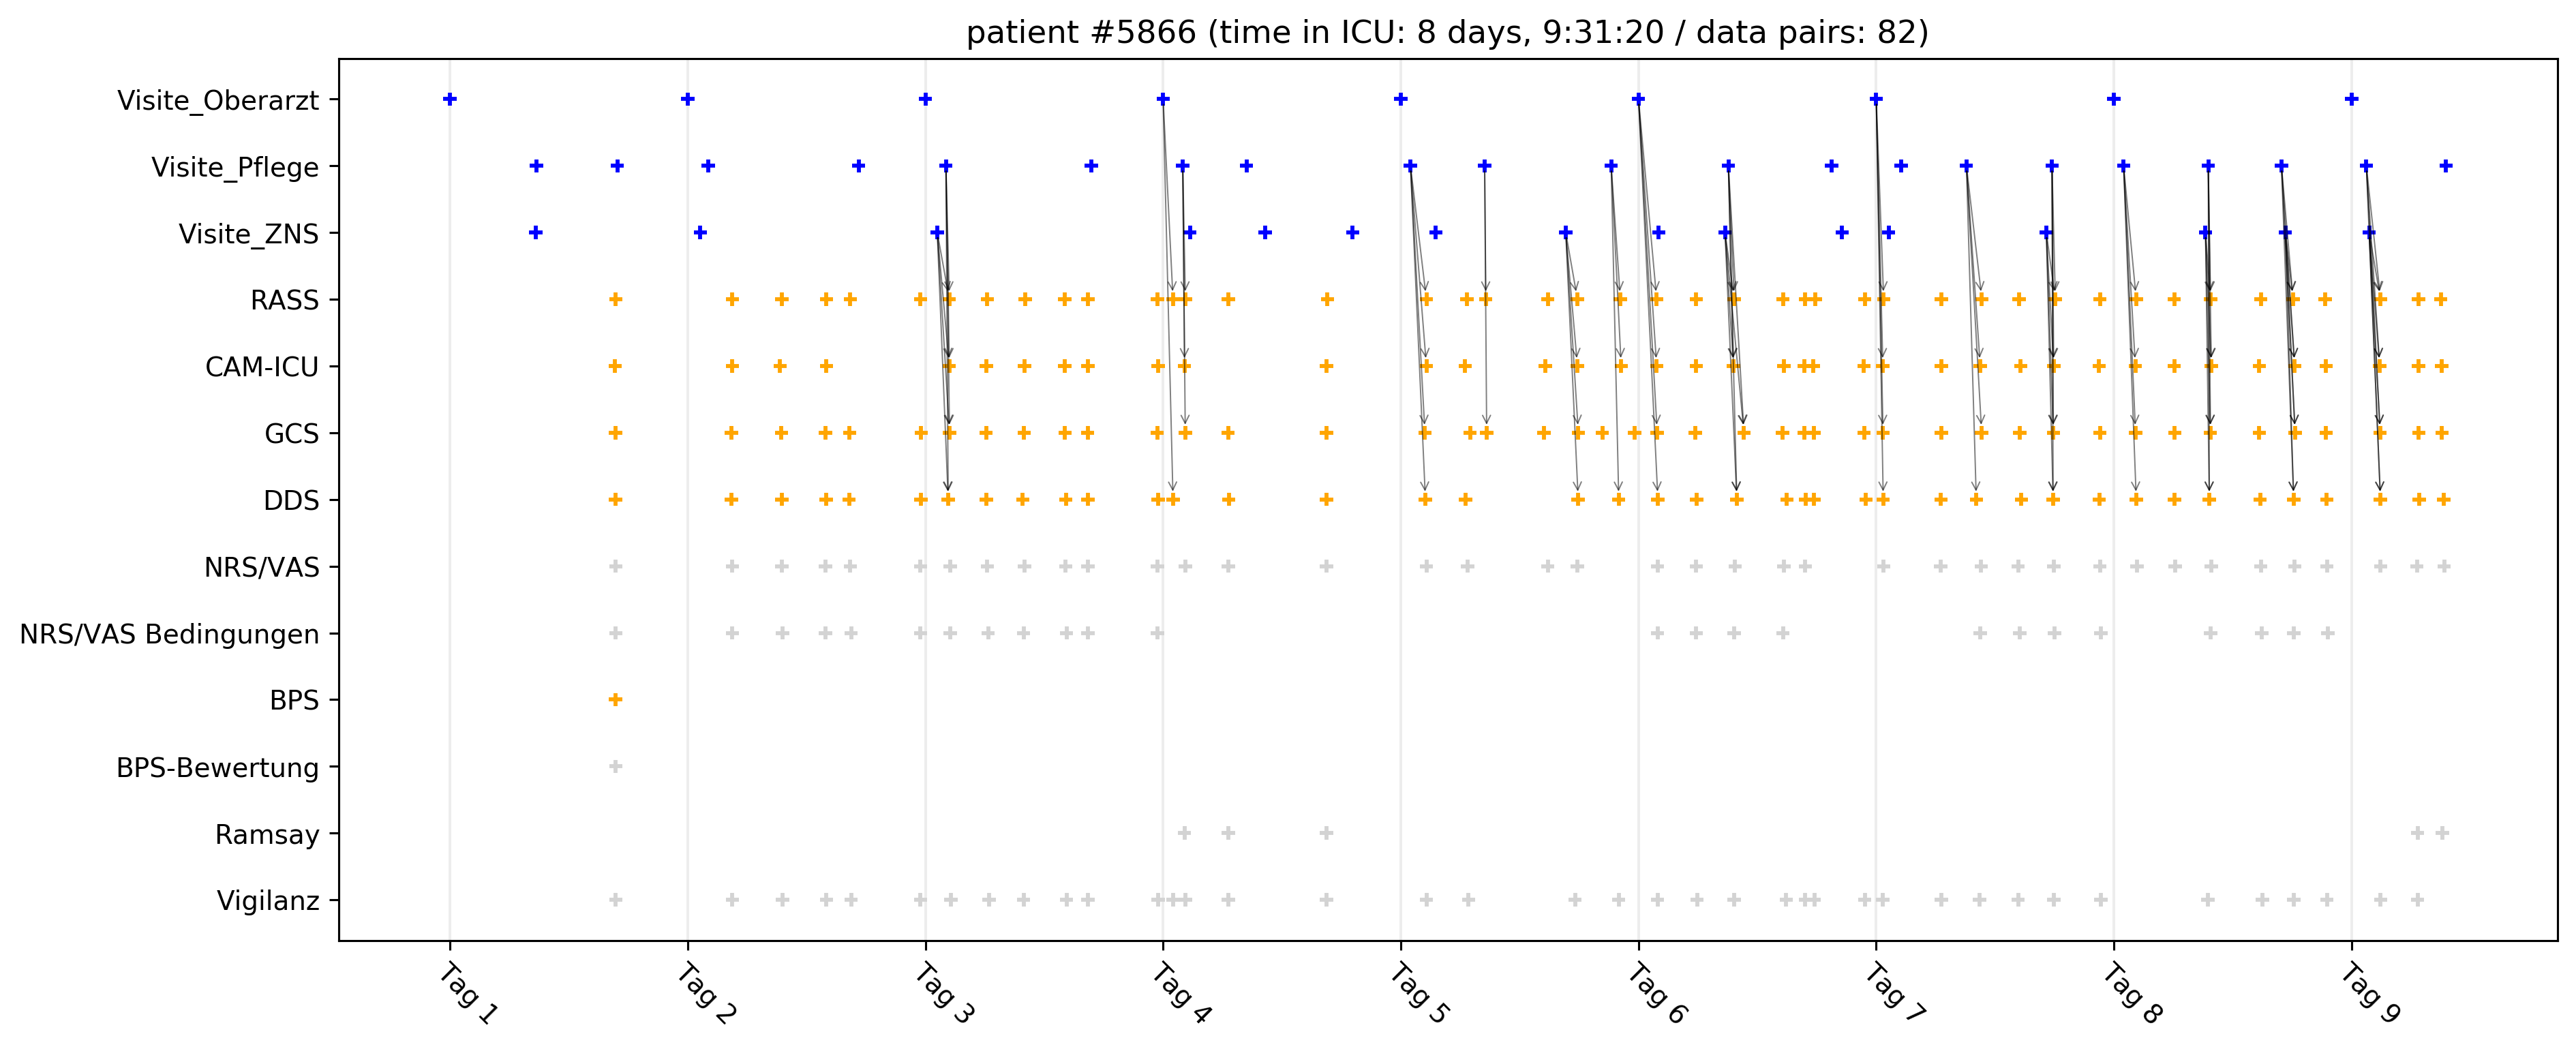 patient #5866 (time in ICU: 8 days, 9:31:20 / data pairs: 82)
Visite_Oberarzt
Visite_Pflege
Visite_ZNS
RASS
CAM-ICU
GCS
DDS
NRS/VAS
NRS/VAS Bedingungen
BPS
BPS-Bewertung
Ramsay
Vigilanz
Tag 1
Tag 2
Tag 3
Tag 4
Tag 5
Tag 6
Tag 7
Tag 8
Tag 9